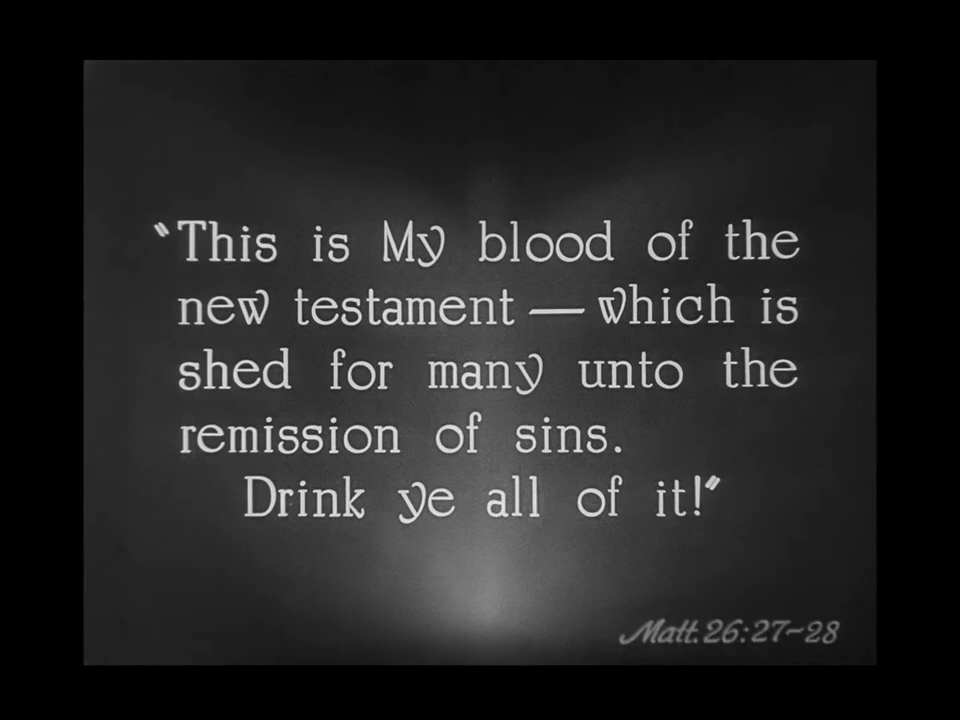 "This is My blood of the
new testament — which is
shed for many unto the
remission of sins.
Drink ye all of it!"
Matt. 26:27~28